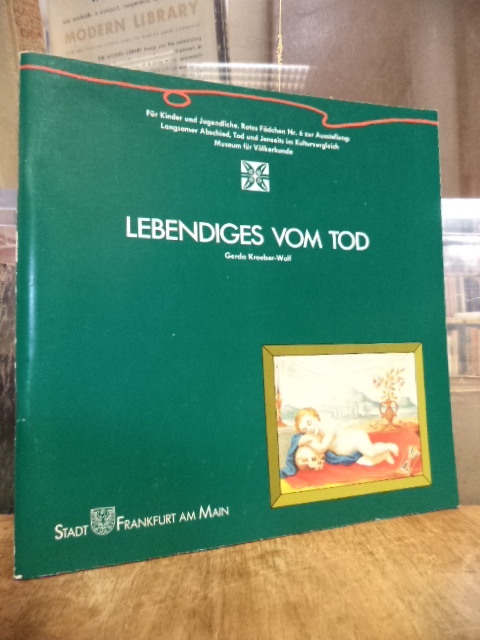 MODERN LIBRARY
Für Kinder und Jugendliche. Rotes Fädchen Nr. 6 zur Ausstellung:
Langsamer Abschied, Tod und Jenseits im Kulturvergleich
Museum für Völkerkunde
LEBENDIGES VOM TOD
Gerda Kroeber-Wolf
STADT FRANKFURT AM MAIN